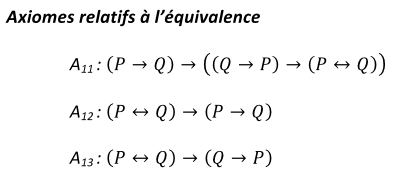 Axiomes relatifs à l’équivalence
A₁₁: (P → Q) → ((Q → P) → (P ↔ Q))
A₁₂: (P ↔ Q) → (P → Q)
A₁₃: (P ↔ Q) → (Q → P)